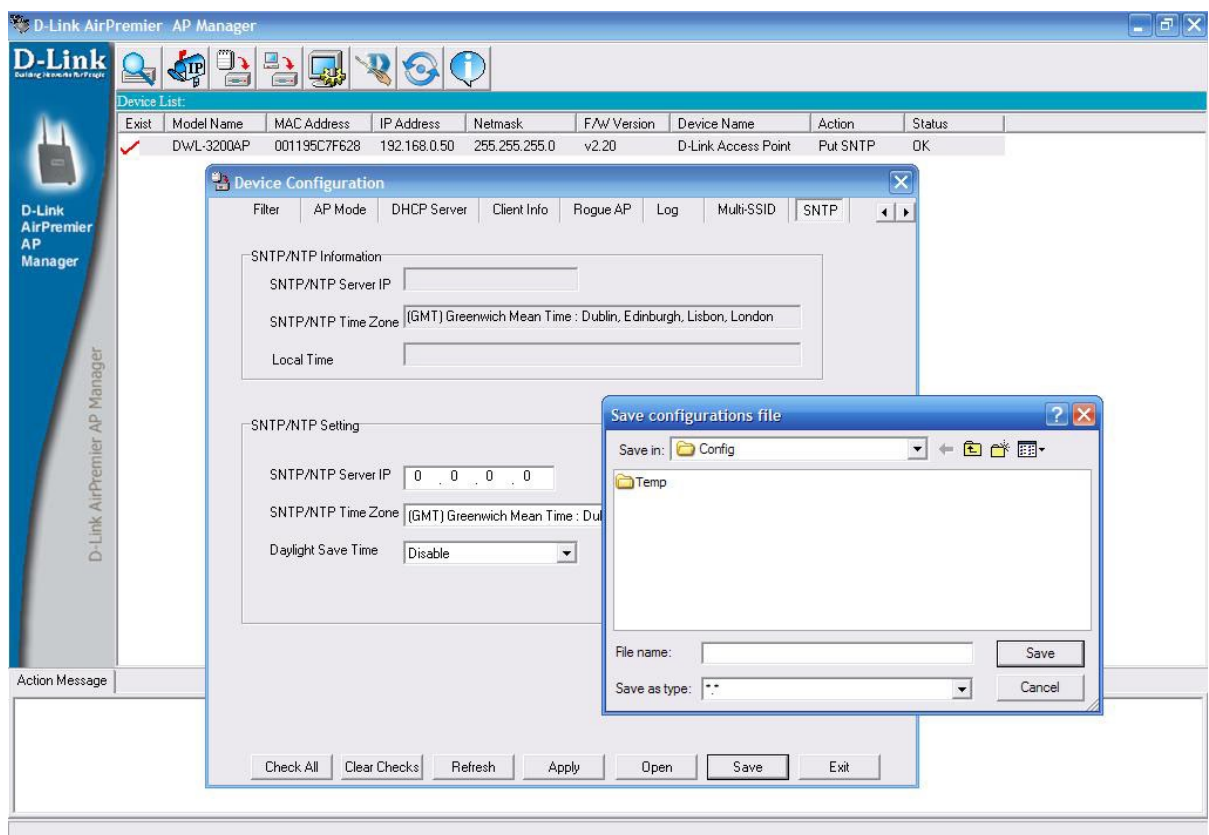 D-Link AirPremier AP Manager
D-Link
Building Networks for People
IP
Device List:
Exist Model Name MAC Address IP Address Netmask F/W Version Device Name Action Status
DWL-3200AP 001195C7F628 192.168.0.50 255.255.255.0 v2.20 D-Link Access Point Put SNTP OK
D-Link
AirPremier
AP
Manager
D-Link AirPremier AP Manager
Device Configuration
Filter AP Mode DHCP Server Client Info Rogue AP Log Multi-SSID SNTP
SNTP/NTP Information
SNTP/NTP Server IP
SNTP/NTP Time Zone (GMT) Greenwich Mean Time : Dublin, Edinburgh, Lisbon, London
Local Time
SNTP/NTP Setting
SNTP/NTP Server IP 0 . 0 . 0 . 0
SNTP/NTP Time Zone (GMT) Greenwich Mean Time : Dul
Daylight Save Time Disable
Save configurations file
Save in: Config
Temp
File name: Save
Save as type: *.* Cancel
Action Message
Check All Clear Checks Refresh Apply Open Save Exit